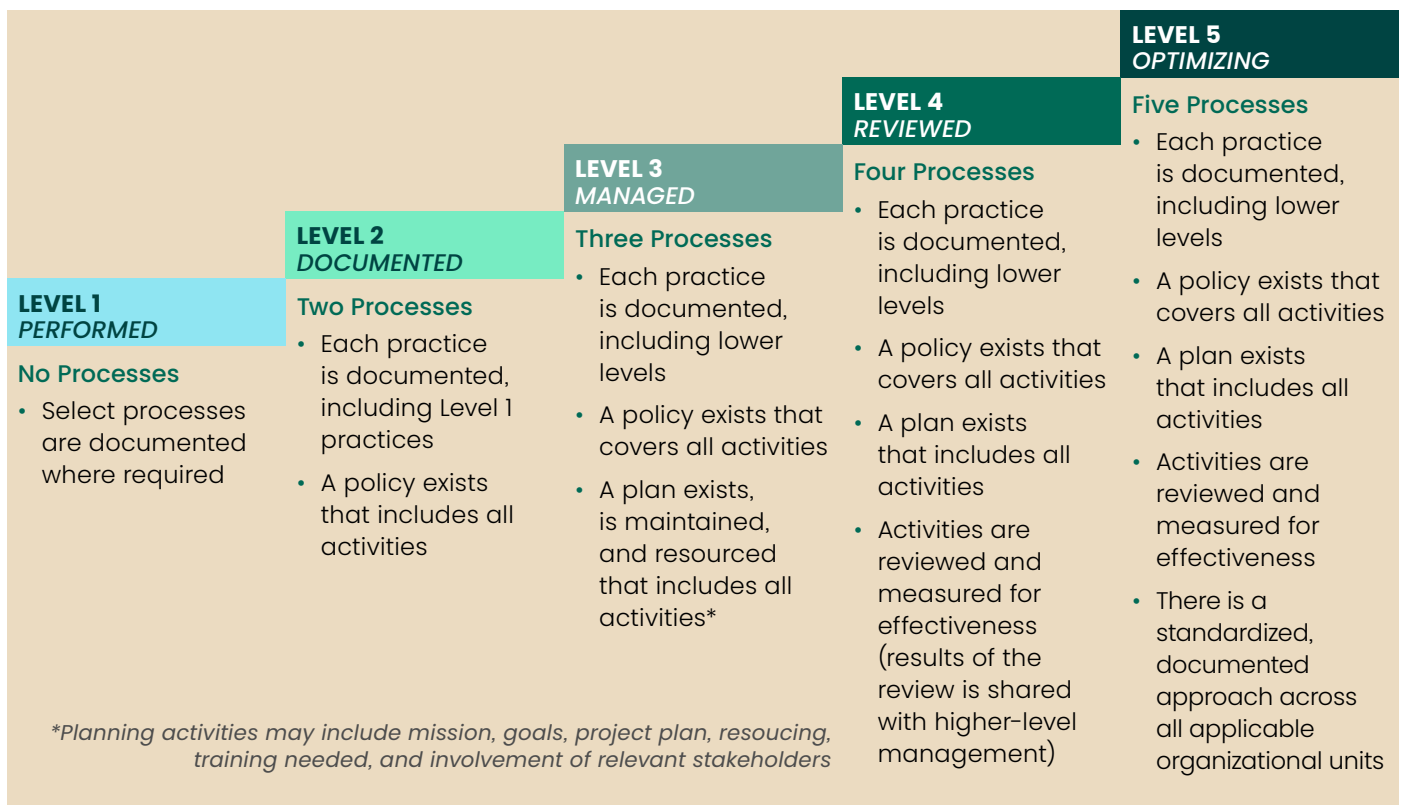 LEVEL 1
PERFORMED
No Processes
• Select processes
are documented
where required
LEVEL 2
DOCUMENTED
Two Processes
• Each practice
is documented,
including Level 1
practices
• A policy exists
that includes all
activities
LEVEL 3
MANAGED
Three Processes
• Each practice
is documented,
including lower
levels
• A policy exists that
covers all activities
• A plan exists,
is maintained,
and resourced
that includes all
activities*
LEVEL 4
REVIEWED
Four Processes
• Each practice
is documented,
including lower
levels
• A policy exists that
covers all activities
• A plan exists
that includes all
activities
• Activities are
reviewed and
measured for
effectiveness
(results of the
review is shared
with higher-level
management)
LEVEL 5
OPTIMIZING
Five Processes
• Each practice
is documented,
including lower
levels
• A policy exists that
covers all activities
• A plan exists
that includes all
activities
• Activities are
reviewed and
measured for
effectiveness
• There is a
standardized,
documented
approach across
all applicable
organizational units
*Planning activities may include mission, goals, project plan, resoucing,
training needed, and involvement of relevant stakeholders